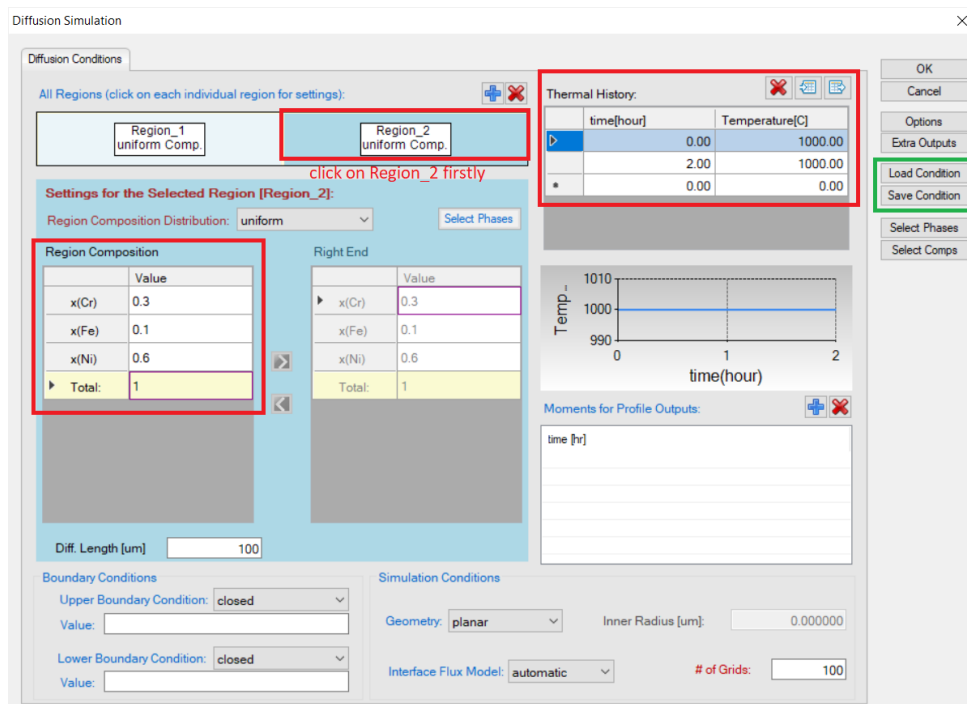 Diffusion Simulation
Diffusion Conditions
All Regions (click on each individual region for settings):
Region_1
uniform Comp.
Region_2
uniform Comp.
click on Region_2 firstly
Settings for the Selected Region [Region_2]:
Region Composition Distribution: uniform
Select Phases
Region Composition
Value
x(Cr) 0.3
x(Fe) 0.1
x(Ni) 0.6
Total: 1
Right End
Value
x(Cr) 0.3
x(Fe) 0.1
x(Ni) 0.6
Total: 1
Diff. Length [um] 100
Boundary Conditions
Upper Boundary Condition: closed
Value:
Lower Boundary Condition: closed
Value:
Thermal History:
time[hour] Temperature[C]
0.00 1000.00
2.00 1000.00
0.00 0.00
Temp_
1010
1000
990
0 1 2
time(hour)
Moments for Profile Outputs:
time [hr]
Simulation Conditions
Geometry: planar
Inner Radius [um]: 0.000000
Interface Flux Model: automatic
# of Grids: 100
OK
Cancel
Options
Extra Outputs
Load Condition
Save Condition
Select Phases
Select Comps